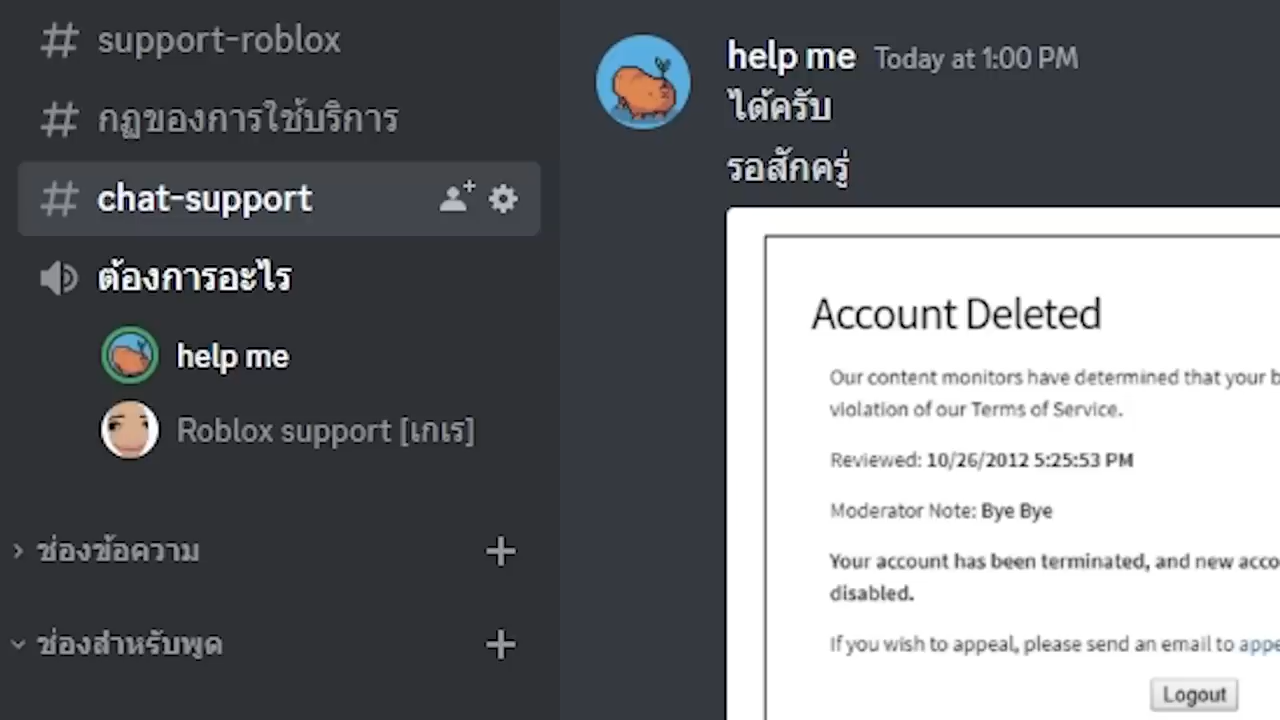 # support-roblox
# กฏของการใช้บริการ
# chat-support
ต้องการอะไร
help me
Roblox support [เกเร]
ช่องข้อความ
ช่องสำหรับพูด
help me Today at 1:00 PM
ได้ครับ
รอสักครู่
Account Deleted
Our content monitors have determined that your b
violation of our Terms of Service.
Reviewed: 10/26/2012 5:25:53 PM
Moderator Note: Bye Bye
Your account has been terminated, and new acco
disabled.
If you wish to appeal, please send an email to appe
Logout